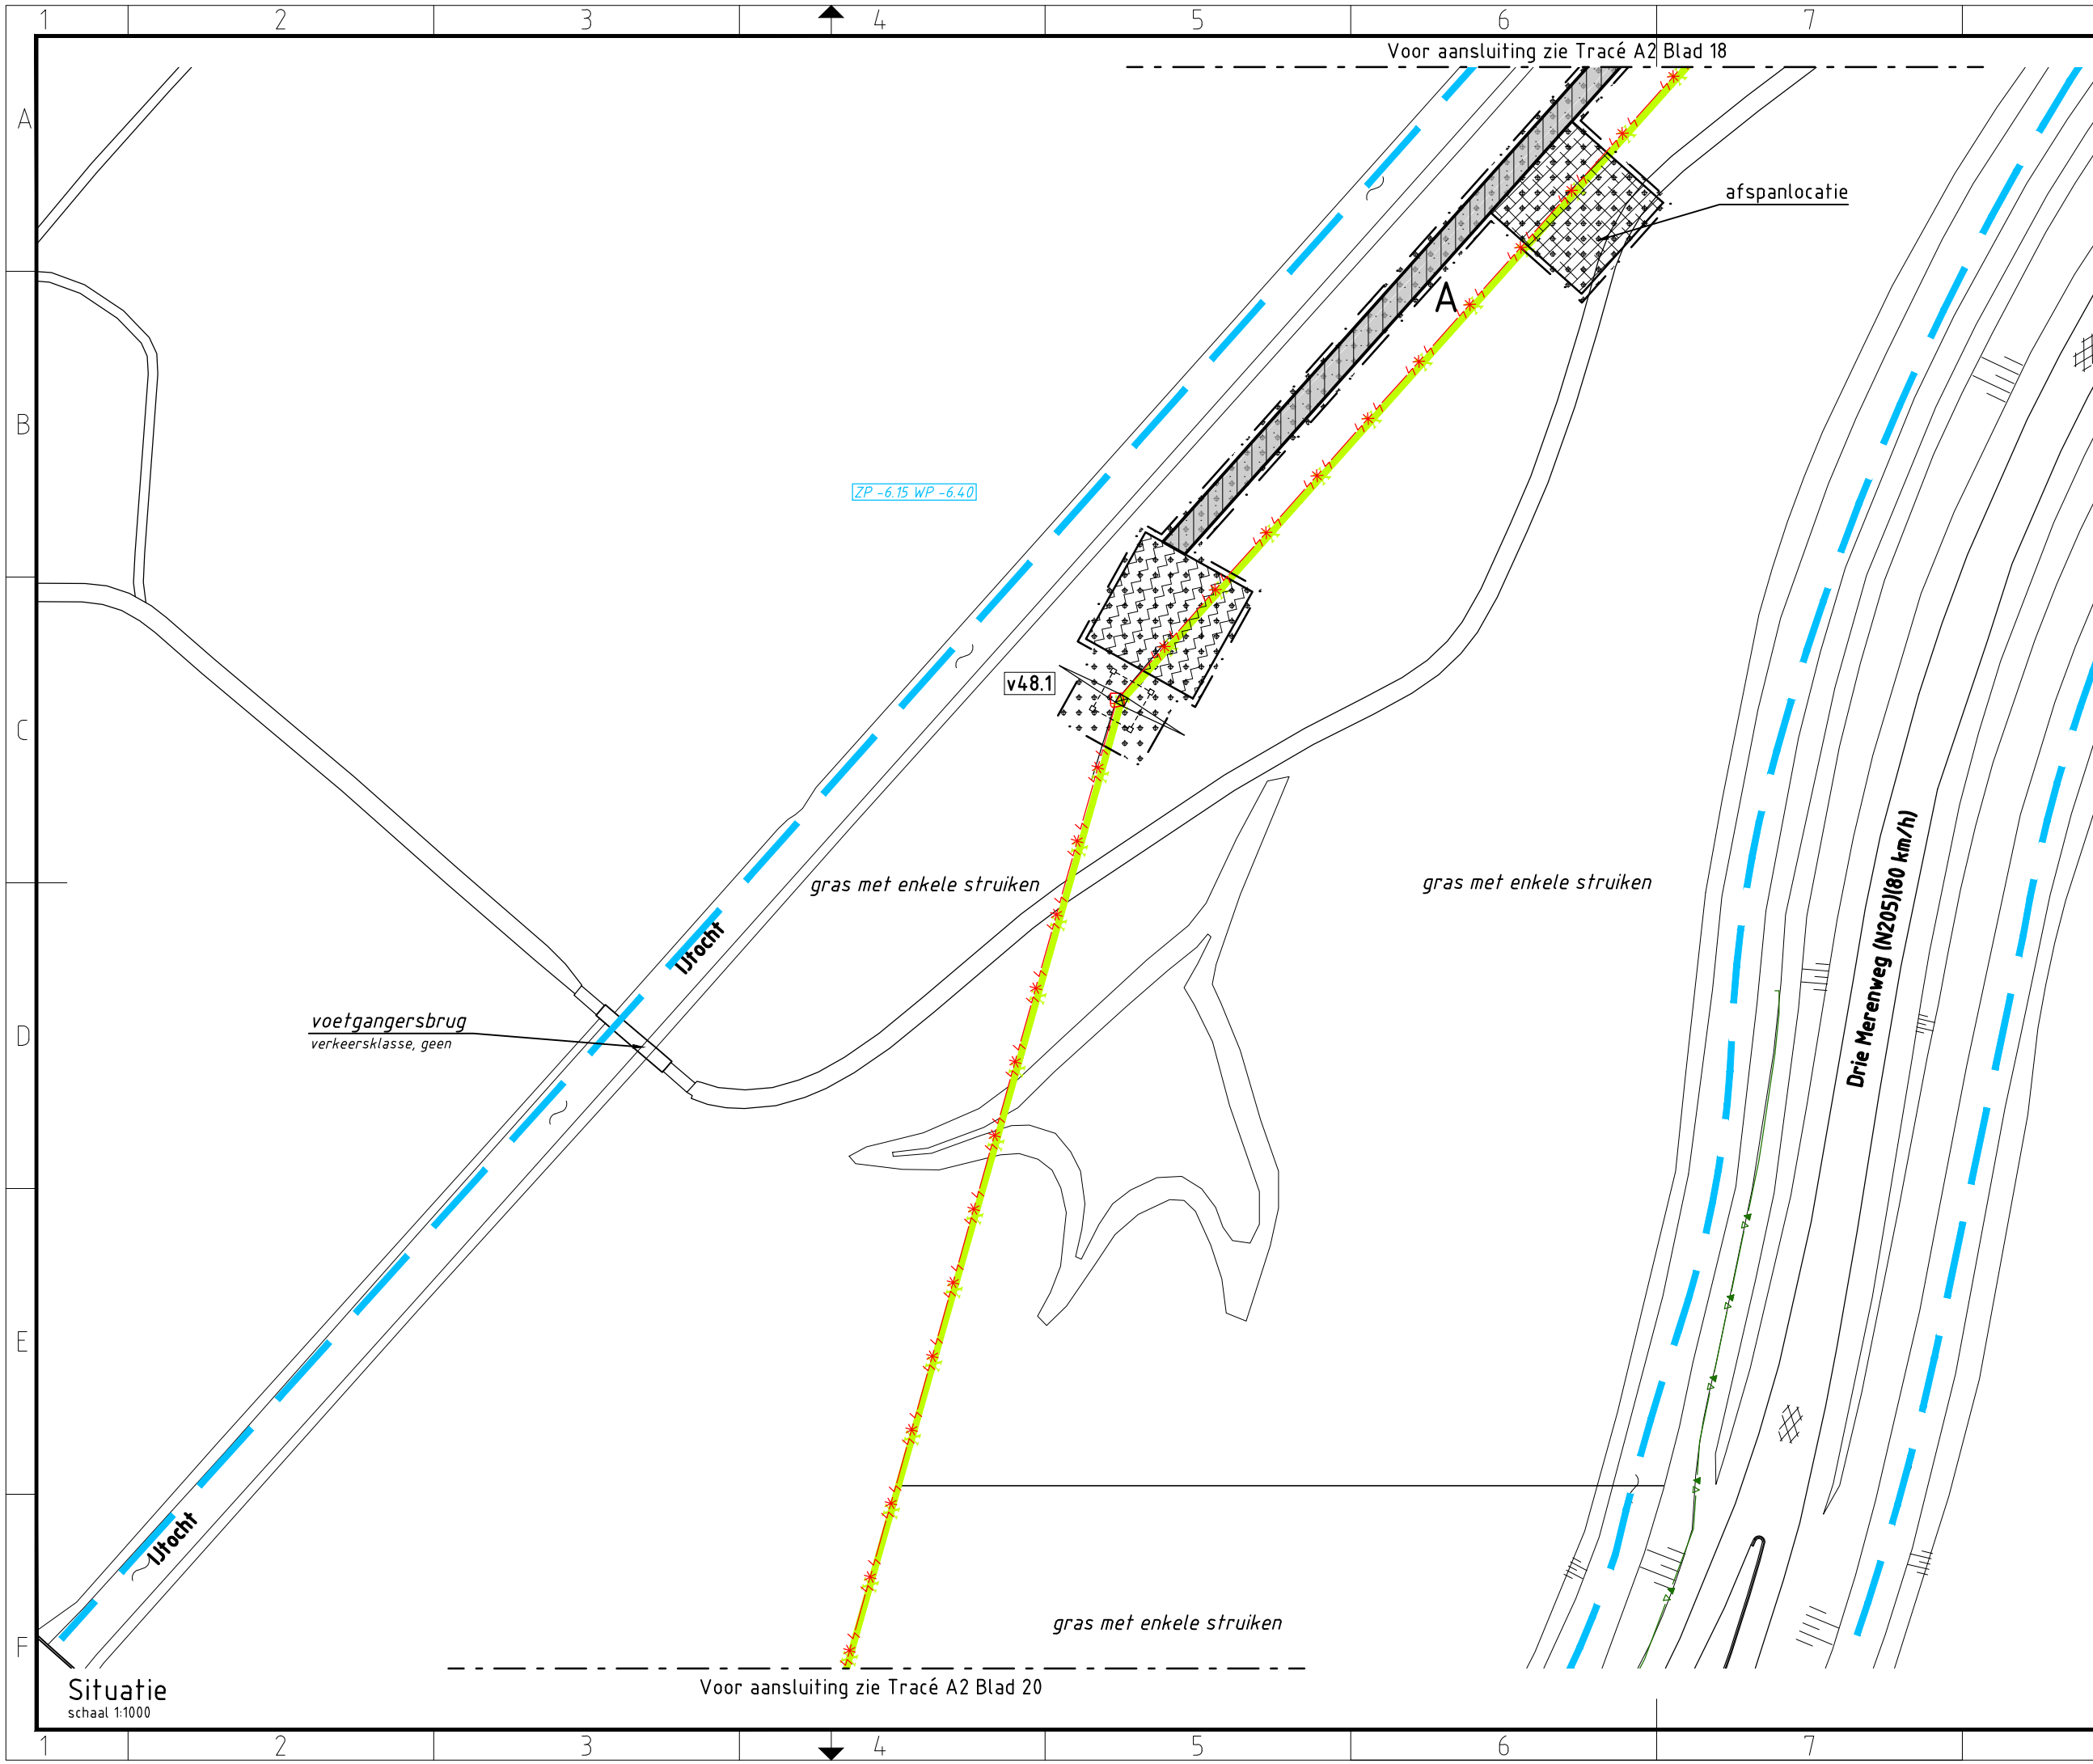 1 2 3 4 5 6 7
Voor aansluiting zie Tracé A2 Blad 18
A
afspanlocatie
A
B
ZP -6.15 WP -6.40
v48.1
C
gras met enkele struiken
gras met enkele struiken
Drie Merenweg (N205)(80 km/h)
IJtocht
voetgangersbrug
verkeersklasse, geen
D
E
IJtocht
gras met enkele struiken
F
Situatie
schaal 1:1000
Voor aansluiting zie Tracé A2 Blad 20
1 2 3 4 5 6 7